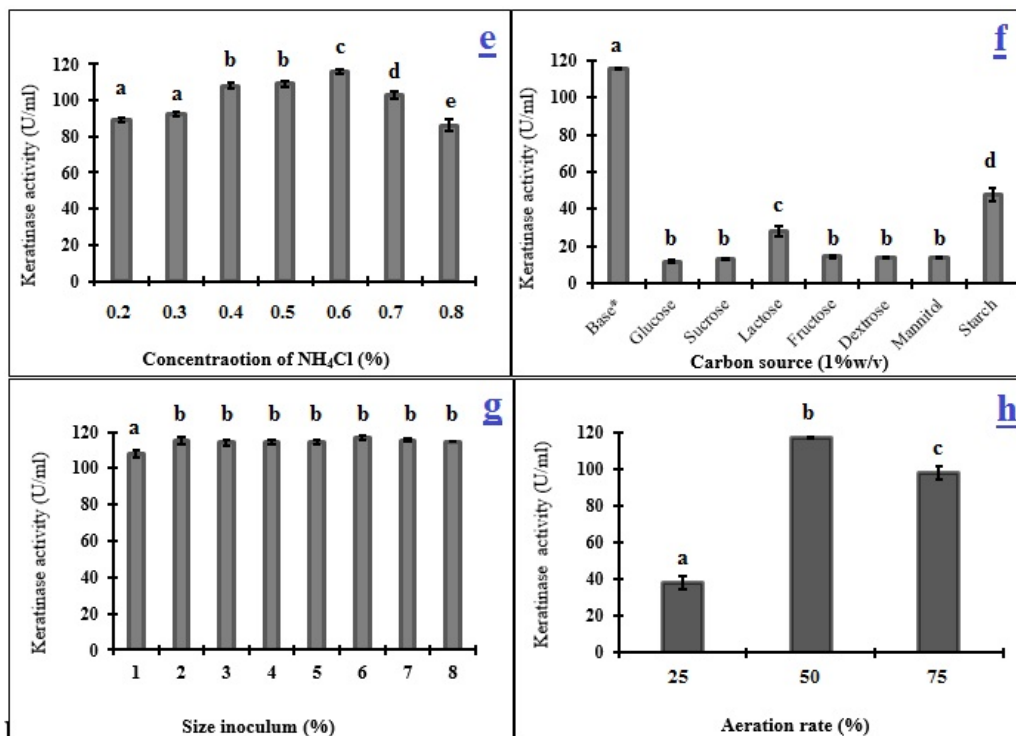 e
Keratinase activity (U/ml)
120
100
80
60
40
20
0
a
a
b
b
c
d
e
0.2 0.3 0.4 0.5 0.6 0.7 0.8
Concentraotion of NH₄Cl (%)
f
Keratinase activity (U/ml)
120
100
80
60
40
20
0
a
b
b
c
b
b
b
d
Base*
Glucose
Sucrose
Lactose
Fructose
Dextrose
Mannitol
Starch
Carbon source (1%w/v)
g
Keratinase activity (U/ml)
120
100
80
60
40
20
0
a b b b b b b b
1 2 3 4 5 6 7 8
Size inoculum (%)
h
Keratinase activity (U/ml)
120
100
80
60
40
20
0
a
b
c
25 50 75
Aeration rate (%)